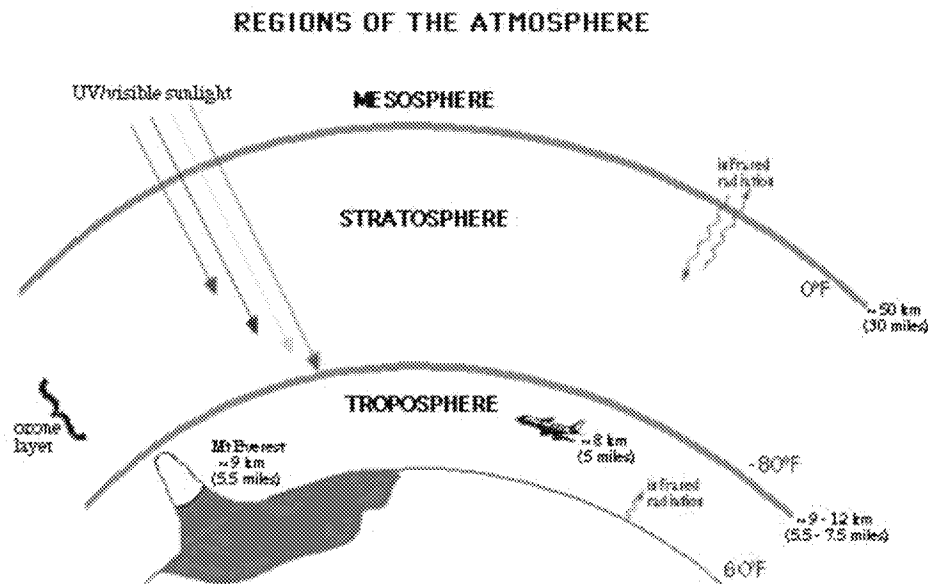 REGIONS OF THE ATMOSPHERE
UV/visible sunlight
MESOSPHERE
infrared
radiation
STRATOSPHERE
0°F
~ 50 km
(30 miles)
ozone
layer
TROPOSPHERE
Mt Everest
~ 9 km
(5.5 miles)
~ 8 km
(5 miles)
-80°F
infrared
radiation
~ 9 - 12 km
(5.5 - 7.5 miles)
60°F